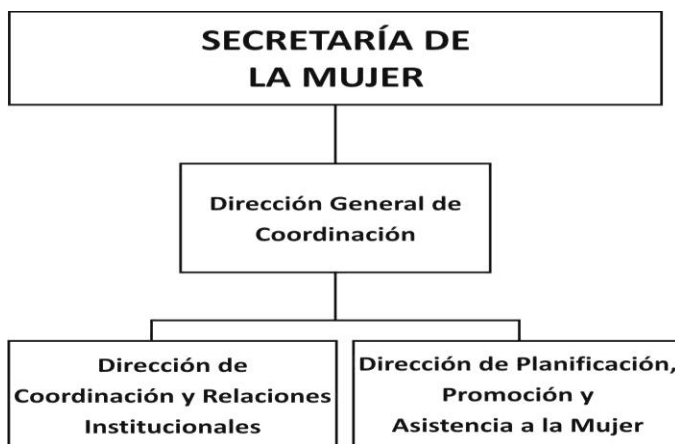 SECRETARÍA DE
LA MUJER
Dirección General de
Coordinación
Dirección de
Coordinación y Relaciones
Institucionales
Dirección de Planificación,
Promoción y
Asistencia a la Mujer